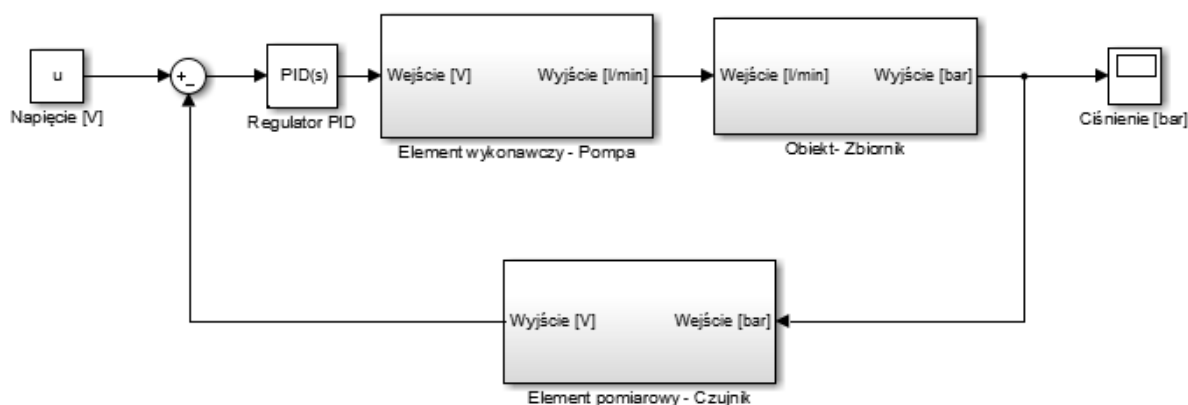 u
Napięcie [V]
+
−
PID(s)
Regulator PID
Wejście [V]
Wyjście [l/min]
Element wykonawczy - Pompa
Wejście [l/min]
Wyjście [bar]
Obiekt- Zbiornik
Ciśnienie [bar]
Wyjście [V]
Wejście [bar]
Element pomiarowy - Czujnik